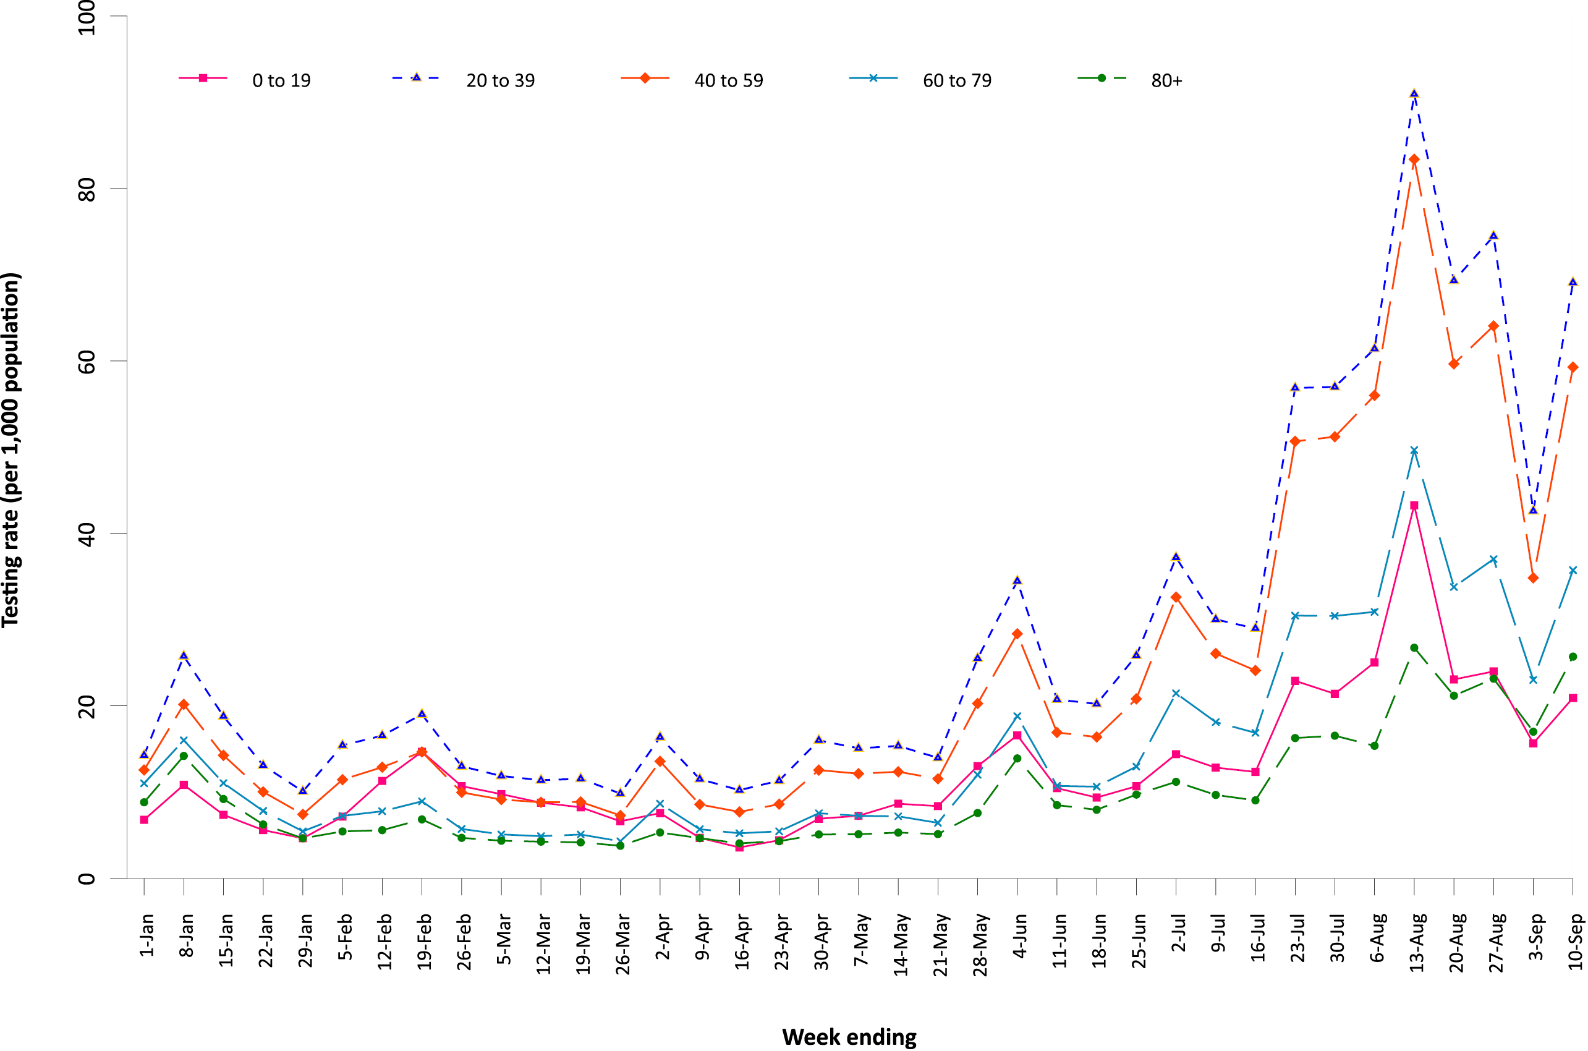 Testing rate (per 1,000 population)
100
80
60
40
20
0
0 to 19
20 to 39
40 to 59
60 to 79
80+
1-Jan
8-Jan
15-Jan
22-Jan
29-Jan
5-Feb
12-Feb
19-Feb
26-Feb
5-Mar
12-Mar
19-Mar
26-Mar
2-Apr
9-Apr
16-Apr
23-Apr
30-Apr
7-May
14-May
21-May
28-May
4-Jun
11-Jun
18-Jun
25-Jun
2-Jul
9-Jul
16-Jul
23-Jul
30-Jul
6-Aug
13-Aug
20-Aug
27-Aug
3-Sep
10-Sep
Week ending